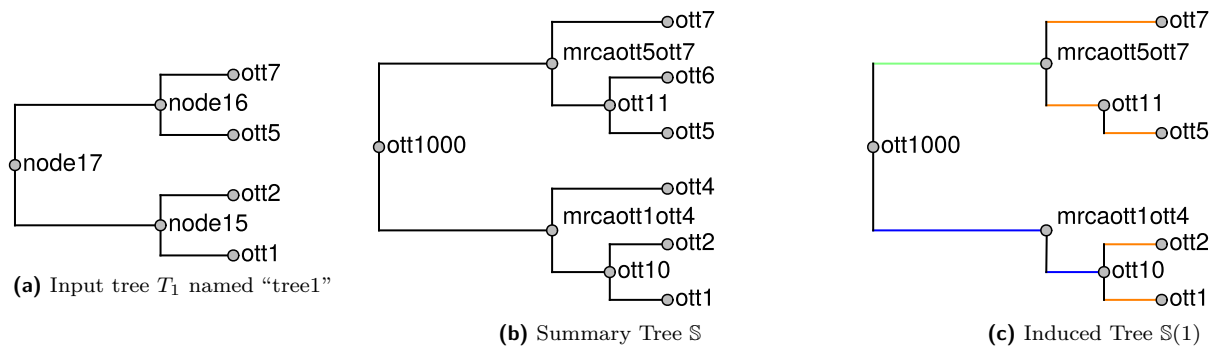 ott7
node16
ott5
node17
ott2
node15
ott1
(a) Input tree T₁ named “tree1”
ott7
mrcaott5ott7
ott6
ott11
ott5
ott1000
ott4
mrcaott1ott4
ott2
ott10
ott1
(b) Summary Tree 𝕊
ott7
mrcaott5ott7
ott11
ott5
ott1000
mrcaott1ott4
ott2
ott10
ott1
(c) Induced Tree 𝕊(1)